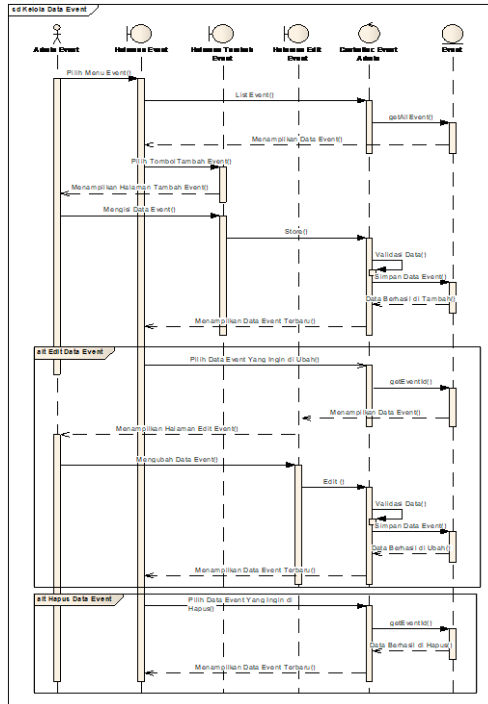 sd Kelola Data Event
Admin Event
Halaman Event
Halaman Tambah
Event
Halaman Edit
Event
Controller Event
Admin
Event
Pilih Menu Event()
List Event()
getAllEvent()
Menampilkan Data Event()
Pilih Tombol Tambah Event()
Menampilkan Halaman Tambah Event()
Mengisi Data Event()
Store()
Validasi Data()
Simpan Data Event()
Data Berhasil di Tambah()
Menampilkan Data Event Terbaru()
alt Edit Data Event
Pilih Data Event Yang Ingin di Ubah()
getEventId()
Menampilkan Data Event()
Menampilkan Halaman Edit Event()
Mengubah Data Event()
Edit ()
Validasi Data()
Simpan Data Event()
Data Berhasil di Ubah()
Menampilkan Data Event Terbaru()
alt Hapus Data Event
Pilih Data Event Yang Ingin di
Hapus()
getEventId()
Data Berhasil di Hapus()
Menampilkan Data Event Terbaru()